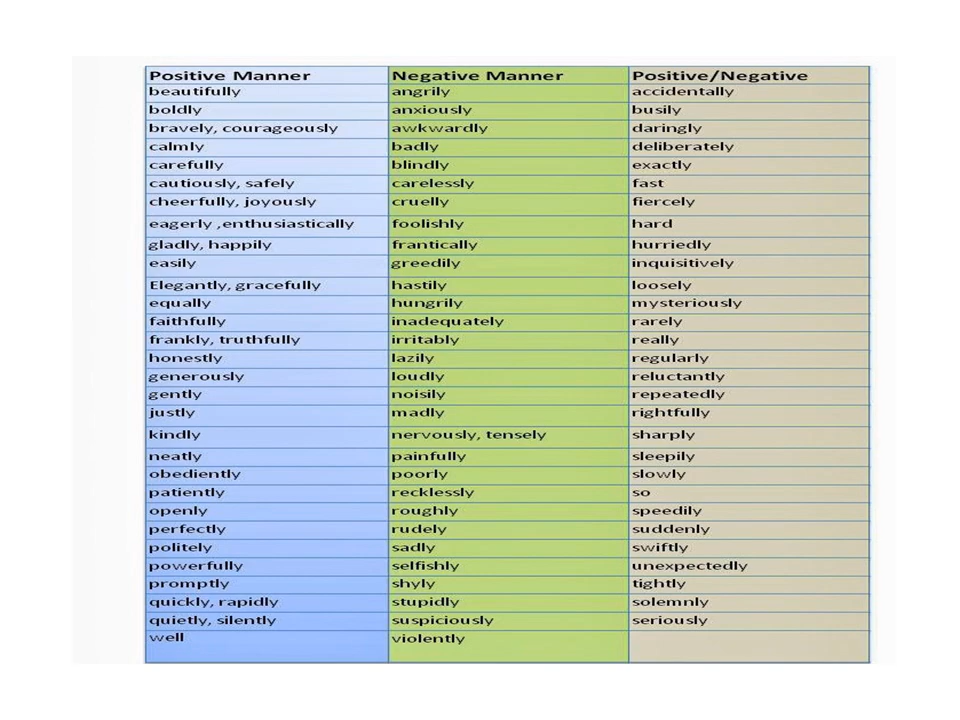 Positive Manner Negative Manner Positive/Negative
beautifully angrily accidentally
boldly anxiously busily
bravely, courageously awkwardly daringly
calmly badly deliberately
carefully blindly exactly
cautiously, safely carelessly fast
cheerfully, joyously cruelly fiercely
eagerly ,enthusiastically foolishly hard
gladly, happily frantically hurriedly
easily greedily inquisitively
Elegantly, gracefully hastily loosely
equally hungrily mysteriously
faithfully inadequately rarely
frankly, truthfully irritably really
honestly lazily regularly
generously loudly reluctantly
gently noisily repeatedly
justly madly rightfully
kindly nervously, tensely sharply
neatly painfully sleepily
obediently poorly slowly
patiently recklessly so
openly roughly speedily
perfectly rudely suddenly
politely sadly swiftly
powerfully selfishly unexpectedly
promptly shyly tightly
quickly, rapidly stupidly solemnly
quietly, silently suspiciously seriously
well violently